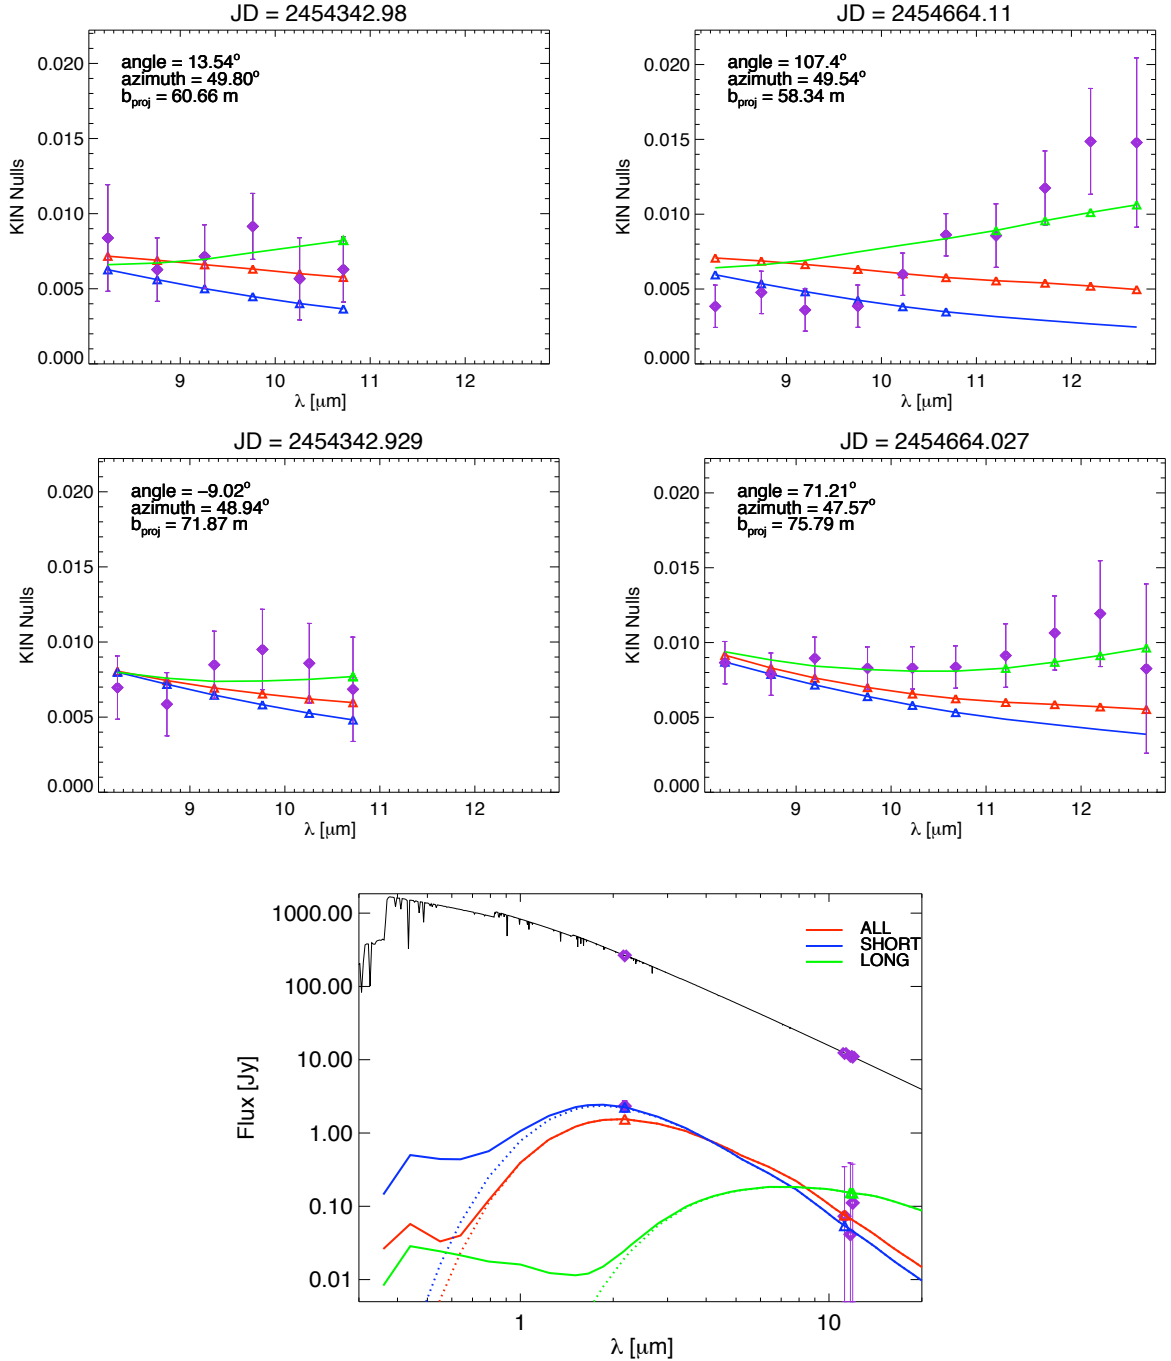 JD = 2454342.98
angle = 13.54°
azimuth = 49.80°
b_proj = 60.66 m
0.020
0.015
0.010
0.005
0.000
KIN Nulls
9 10 11 12
λ [μm]
JD = 2454664.11
angle = 107.4°
azimuth = 49.54°
b_proj = 58.34 m
0.020
0.015
0.010
0.005
0.000
KIN Nulls
9 10 11 12
λ [μm]
JD = 2454342.929
angle = −9.02°
azimuth = 48.94°
b_proj = 71.87 m
0.020
0.015
0.010
0.005
0.000
KIN Nulls
9 10 11 12
λ [μm]
JD = 2454664.027
angle = 71.21°
azimuth = 47.57°
b_proj = 75.79 m
0.020
0.015
0.010
0.005
0.000
KIN Nulls
9 10 11 12
λ [μm]
1000.00
100.00
10.00
1.00
0.10
0.01
Flux [Jy]
ALL
SHORT
LONG
1 10
λ [μm]